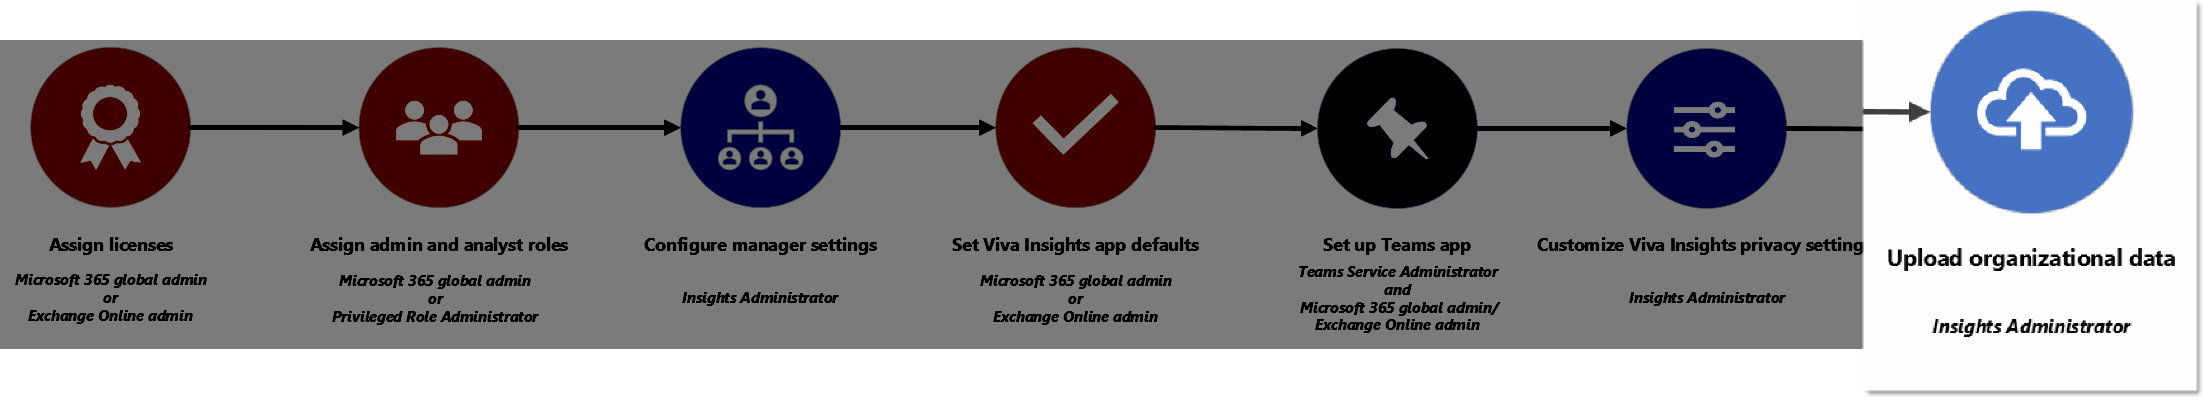 Assign licenses
Microsoft 365 global admin
or
Exchange Online admin
Assign admin and analyst roles
Microsoft 365 global admin
or
Privileged Role Administrator
Configure manager settings
Insights Administrator
Set Viva Insights app defaults
Microsoft 365 global admin
or
Exchange Online admin
Set up Teams app
Teams Service Administrator
and
Microsoft 365 global admin/
Exchange Online admin
Customize Viva Insights privacy setting
Insights Administrator
Upload organizational data
Insights Administrator